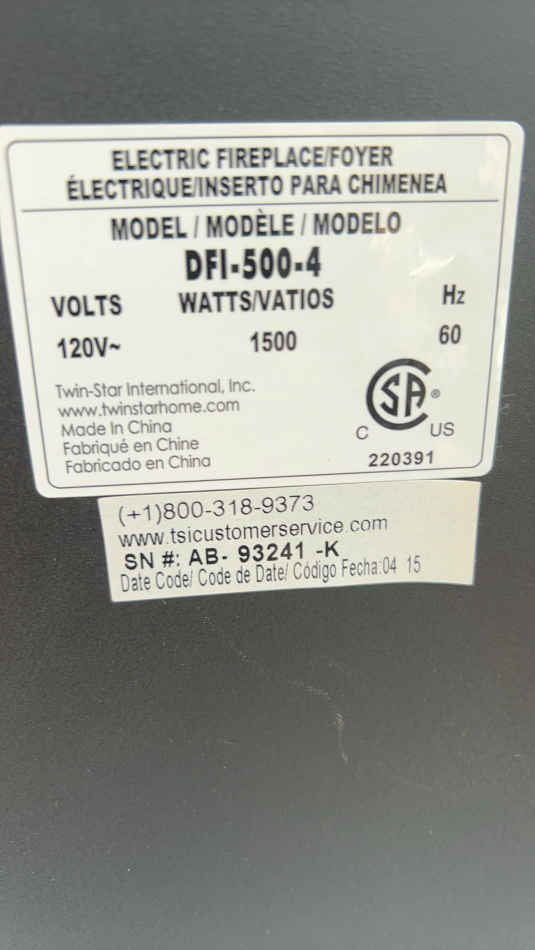 ELECTRIC FIREPLACE/FOYER
ÉLECTRIQUE/INSERTO PARA CHIMENEA
MODEL / MODÈLE / MODELO
DFI-500-4
VOLTS WATTS/VATIOS Hz
120V~ 1500 60
Twin-Star International, Inc.
www.twinstarhome.com
Made In China
Fabriqué en Chine
Fabricado en China
C SA ® US
220391
(+1)800-318-9373
www.tsicustomerservice.com
SN #: AB- 93241 -K
Date Code/ Code de Date/ Código Fecha:04 15